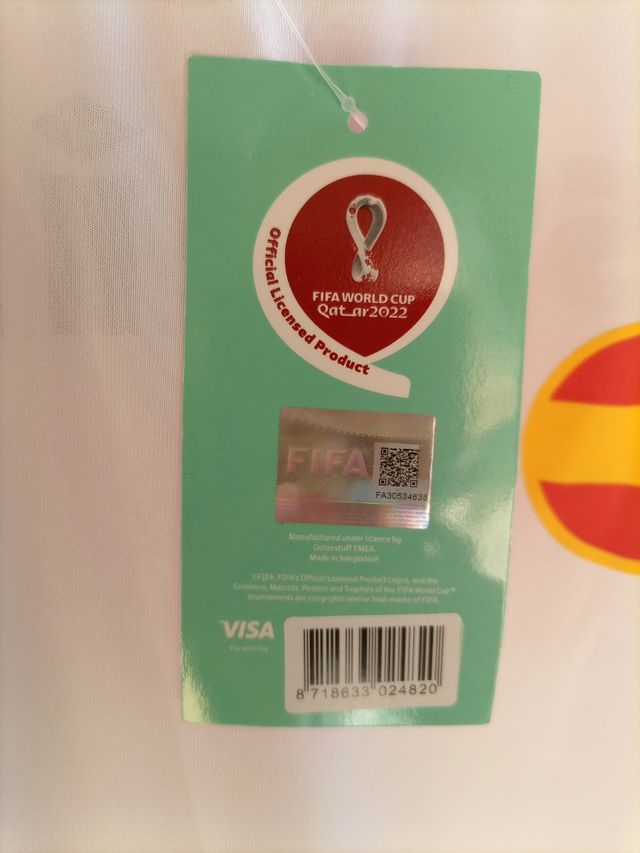 Official Licensed Product
FIFA WORLD CUP
Qatar2022
FIFA
FA30534635
Manufactured under licence by
Outerstuff EMEA.
Made in bangladesh
©FIFA, FIFA's Official Licensed Product Logos, and the
Emblems, Mascots, Posters and Trophies of the FIFA World Cup™
tournaments are copyrights and/or trademarks of FIFA.
VISA
Pay with Visa
8 718633 024820